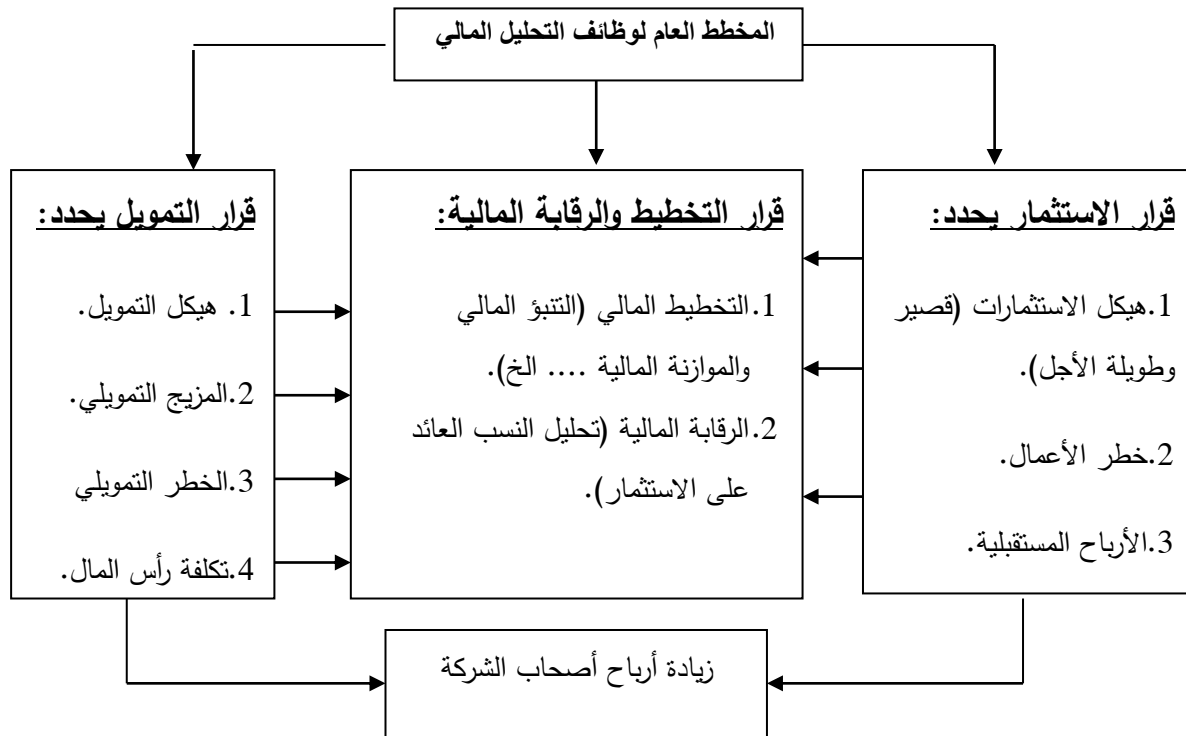 المخطط العام لوظائف التحليل المالي
قرار الاستثمار يحدد:
1.هيكل الاستثمارات (قصير
وطويلة الأجل).
2.خطر الأعمال.
3.الأرباح المستقبلية.
قرار التخطيط والرقابة المالية:
1.التخطيط المالي (التنبؤ المالي
والموازنة المالية .... الخ).
2.الرقابة المالية (تحليل النسب العائد
على الاستثمار).
قرار التمويل يحدد:
1. هيكل التمويل.
2.المزيج التمويلي.
3.الخطر التمويلي
4.تكلفة رأس المال.
زيادة أرباح أصحاب الشركة